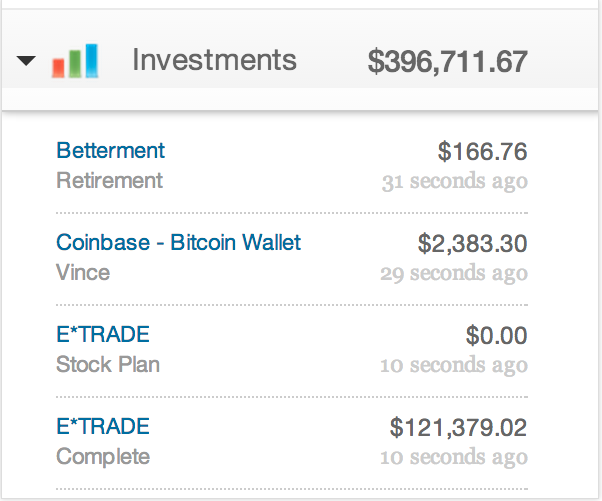 Investments $396,711.67
Betterment $166.76
Retirement 31 seconds ago
Coinbase - Bitcoin Wallet $2,383.30
Vince 29 seconds ago
E*TRADE $0.00
Stock Plan 10 seconds ago
E*TRADE $121,379.02
Complete 10 seconds ago